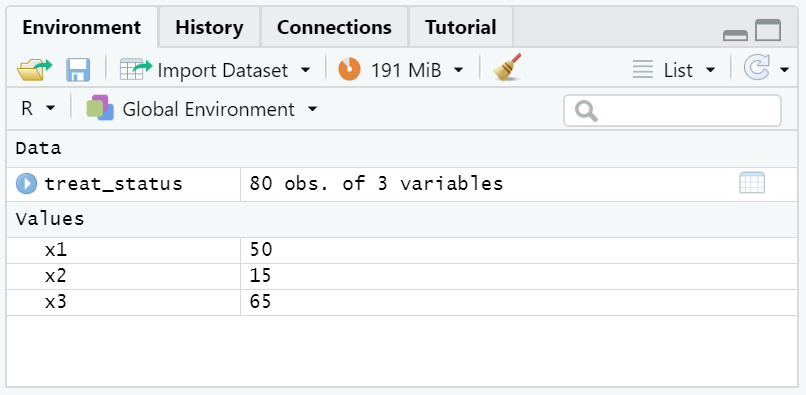 Environment History Connections Tutorial
Import Dataset 191 MiB List
R Global Environment
Data
treat_status 80 obs. of 3 variables
Values
x1 50
x2 15
x3 65